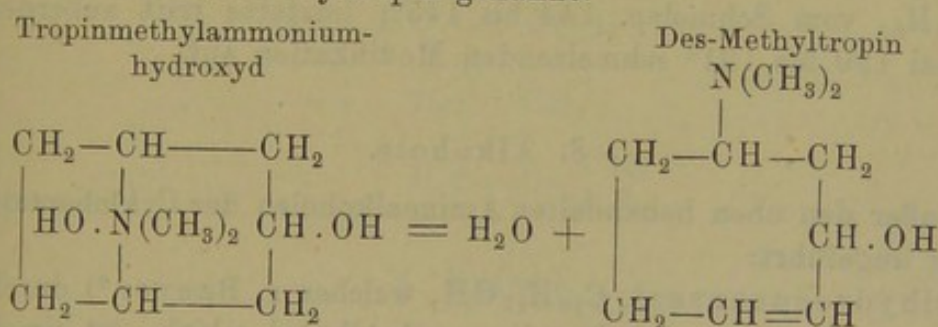 Tropinmethylammonium-
hydroxyd
Des-Methyltropin
N(CH₃)₂
CH₂—CH——CH₂
CH₂—CH—CH₂
HO.N(CH₃)₂ CH.OH = H₂O +
CH.OH
CH₂—CH——CH₂
CH₂—CH=CH